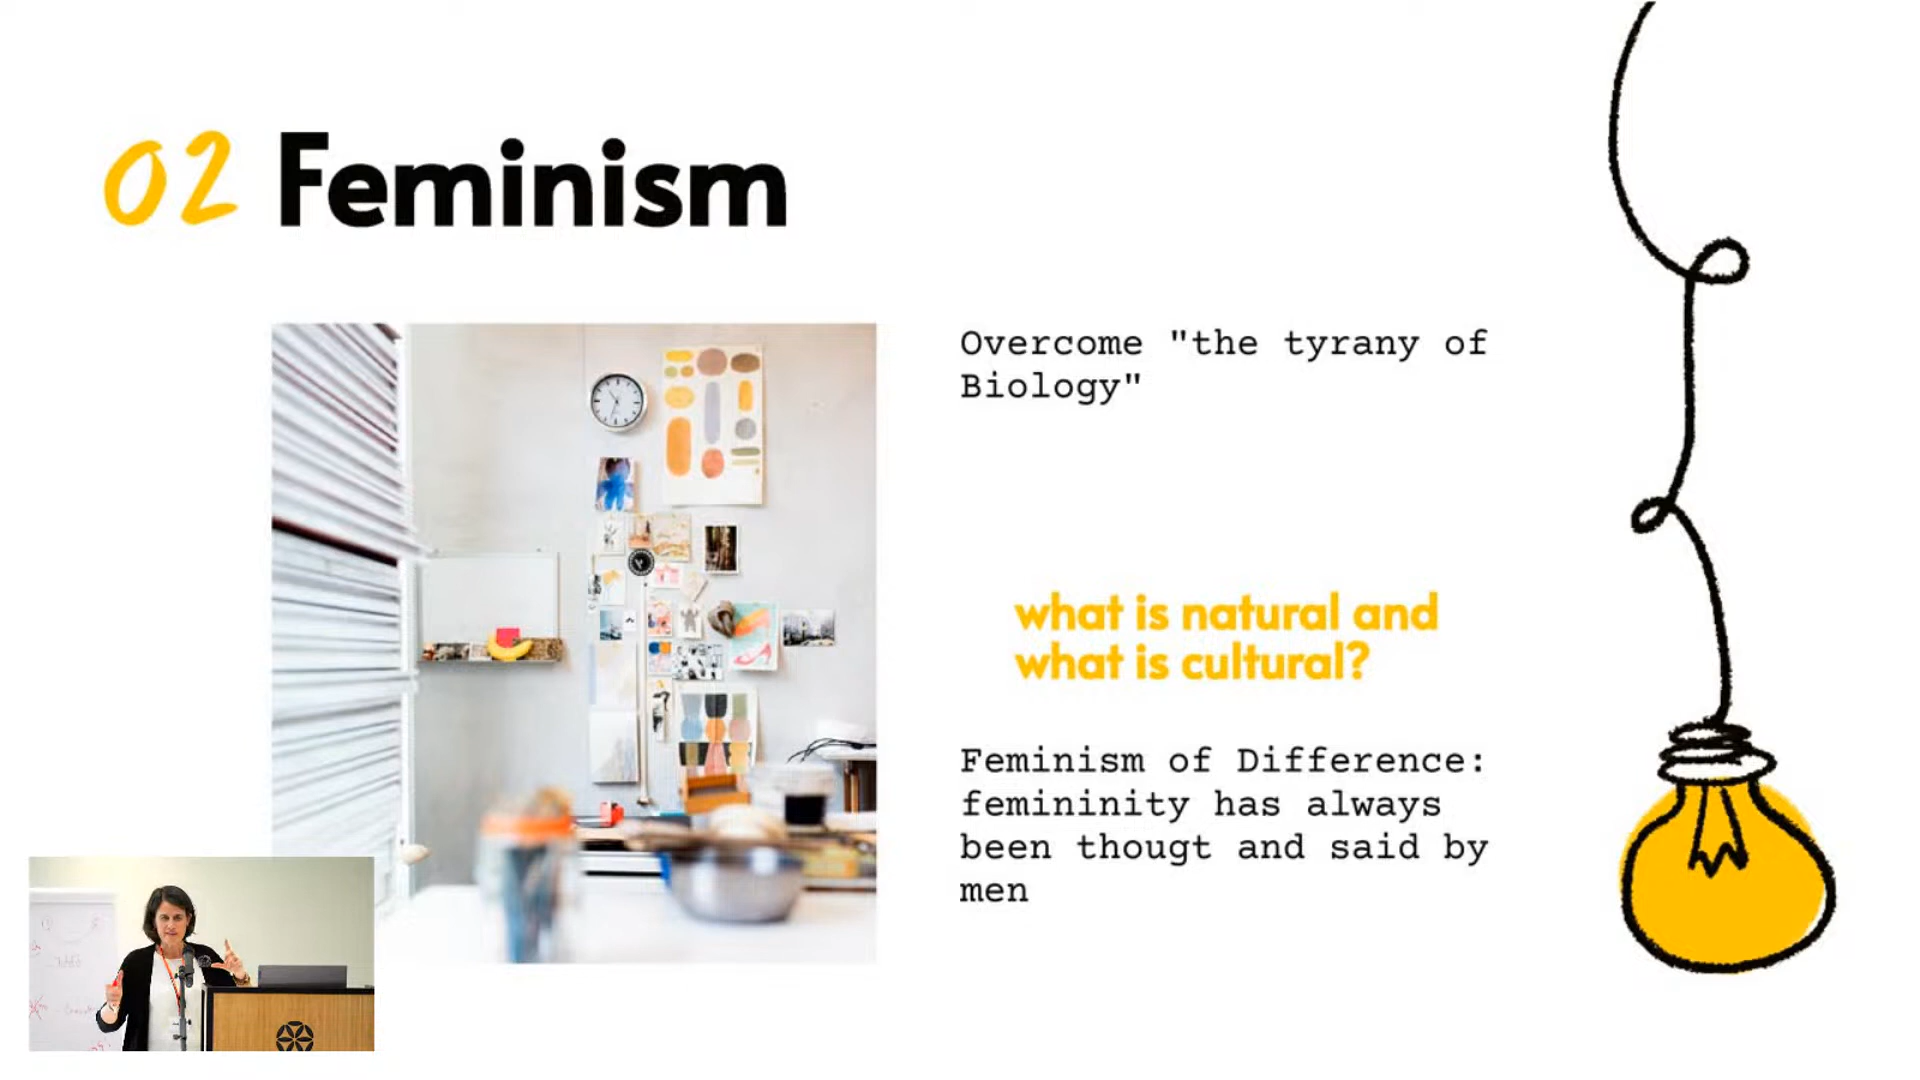 02 Feminism
Overcome "the tyrany of
Biology"
what is natural and
what is cultural?
Feminism of Difference:
femininity has always
been thougt and said by
men